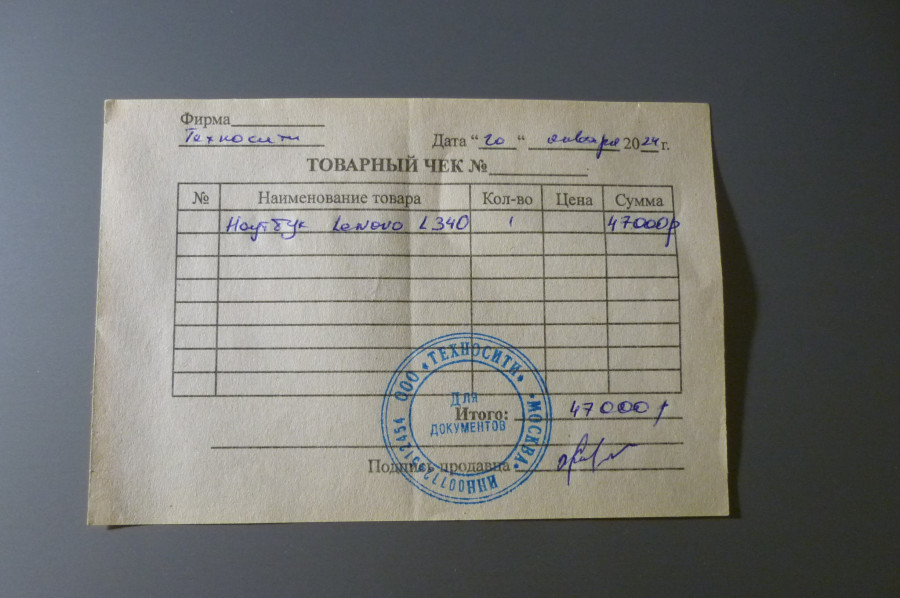 Фирма
Техносити
Дата “20“ января 2024 г.
ТОВАРНЫЙ ЧЕК №
№ Наименование товара Кол-во Цена Сумма
Ноутбук Lenovo L340 1 47000р
ООО •ТЕХНОСИТИ• •МОСКВА•
Для
ДОКУМЕНТОВ
Итого: 47000р
Подпись продавца